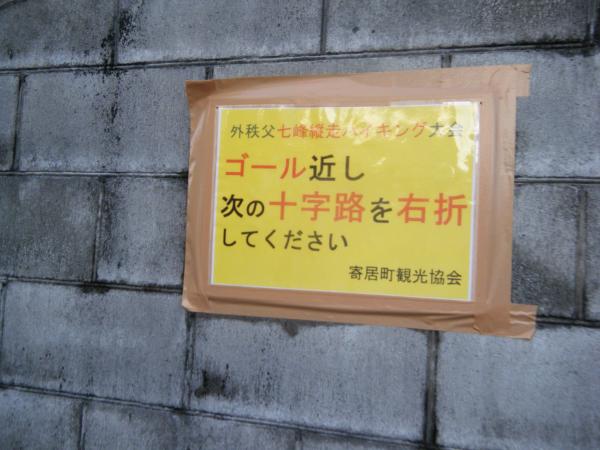 外秩父七峰縦走ハイキング大会
ゴール近し
次の十字路を右折
してください
寄居町観光協会